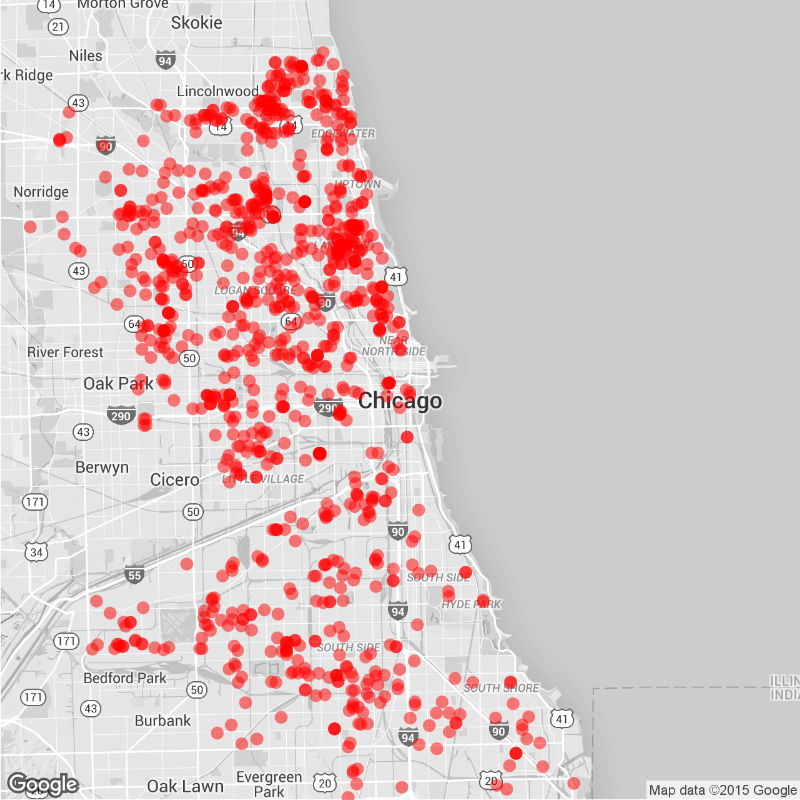 14
Morton Grove
Skokie
21
Niles
94
rk Ridge
Lincolnwood
43
14
14
EDGEWATER
90
UPTOWN
Norridge
94
43
50
41
LOGAN SQUARE
90
64
64
NEAR
NORTH SIDE
River Forest
50
Oak Park
Chicago
290
290
43
Berwyn
Cicero
LITTLE VILLAGE
171
50
90
34
41
55
SOUTH SIDE
HYDE PARK
94
171
SOUTH SIDE
Bedford Park
50
SOUTH SHORE
ILLIN
INDIA
171
43
Burbank
41
90
94
Google
Oak Lawn
Evergreen
Park
20
20
Map data ©2015 Google